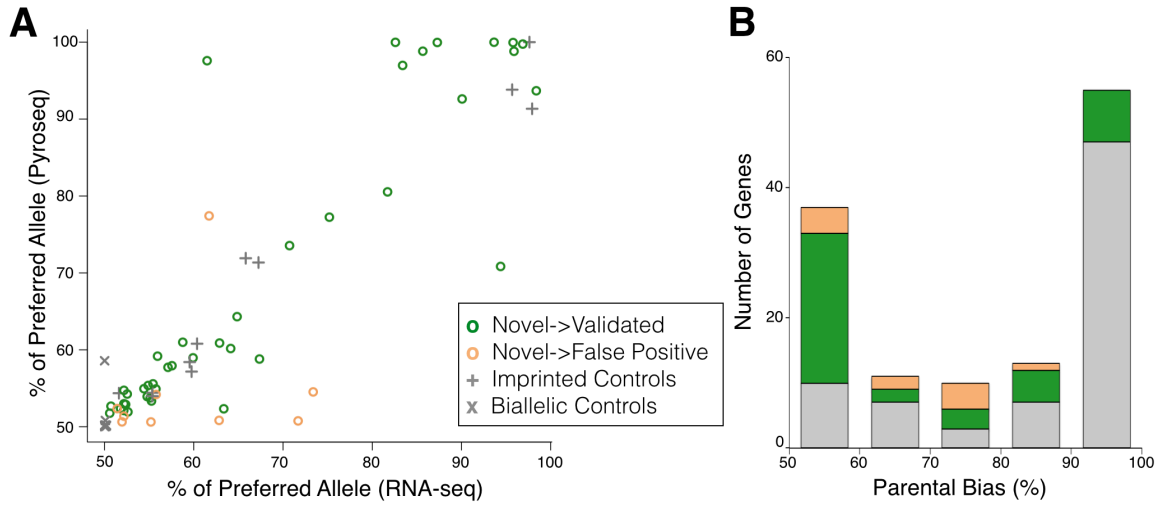 A
% of Preferred Allele (Pyroseq)
100
90
80
70
60
50
50 60 70 80 90 100
% of Preferred Allele (RNA-seq)
Novel->Validated
Novel->False Positive
Imprinted Controls
Biallelic Controls
B
Number of Genes
60
40
20
0
50 60 70 80 90 100
Parental Bias (%)